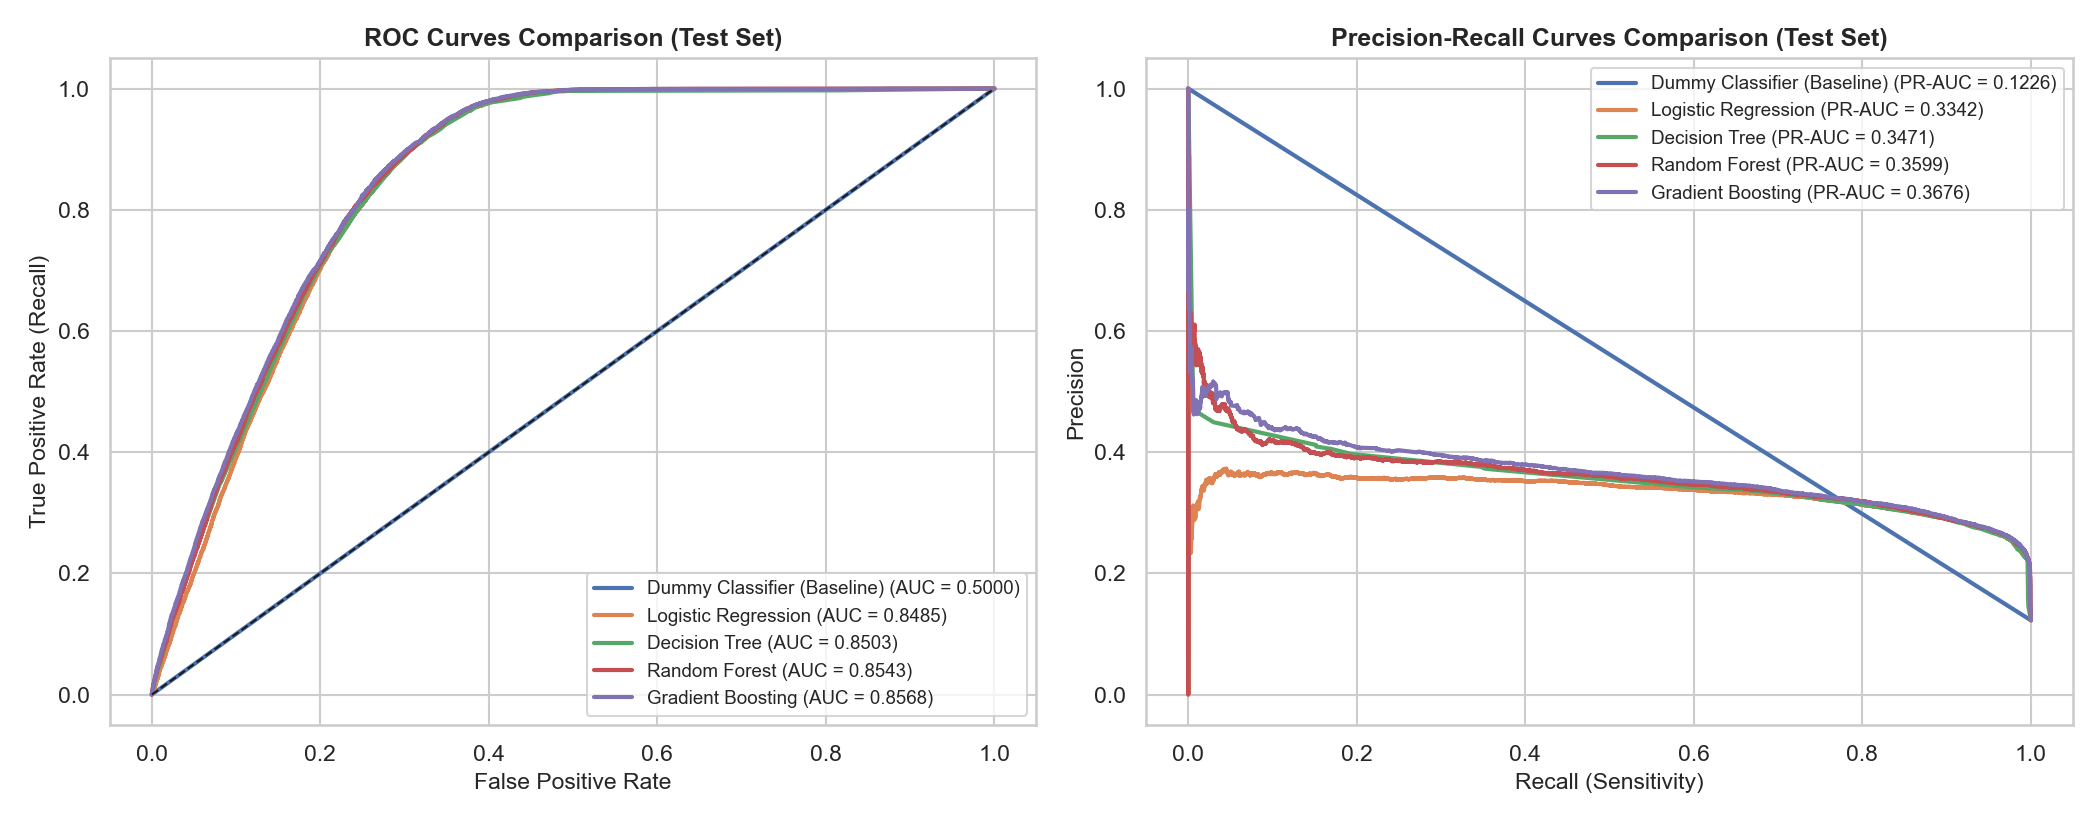 ROC Curves Comparison (Test Set)
True Positive Rate (Recall)
1.0
0.8
0.6
0.4
0.2
0.0
Dummy Classifier (Baseline) (AUC = 0.5000)
Logistic Regression (AUC = 0.8485)
Decision Tree (AUC = 0.8503)
Random Forest (AUC = 0.8543)
Gradient Boosting (AUC = 0.8568)
0.0 0.2 0.4 0.6 0.8 1.0
False Positive Rate
Precision-Recall Curves Comparison (Test Set)
Precision
1.0
0.8
0.6
0.4
0.2
0.0
Dummy Classifier (Baseline) (PR-AUC = 0.1226)
Logistic Regression (PR-AUC = 0.3342)
Decision Tree (PR-AUC = 0.3471)
Random Forest (PR-AUC = 0.3599)
Gradient Boosting (PR-AUC = 0.3676)
0.0 0.2 0.4 0.6 0.8 1.0
Recall (Sensitivity)